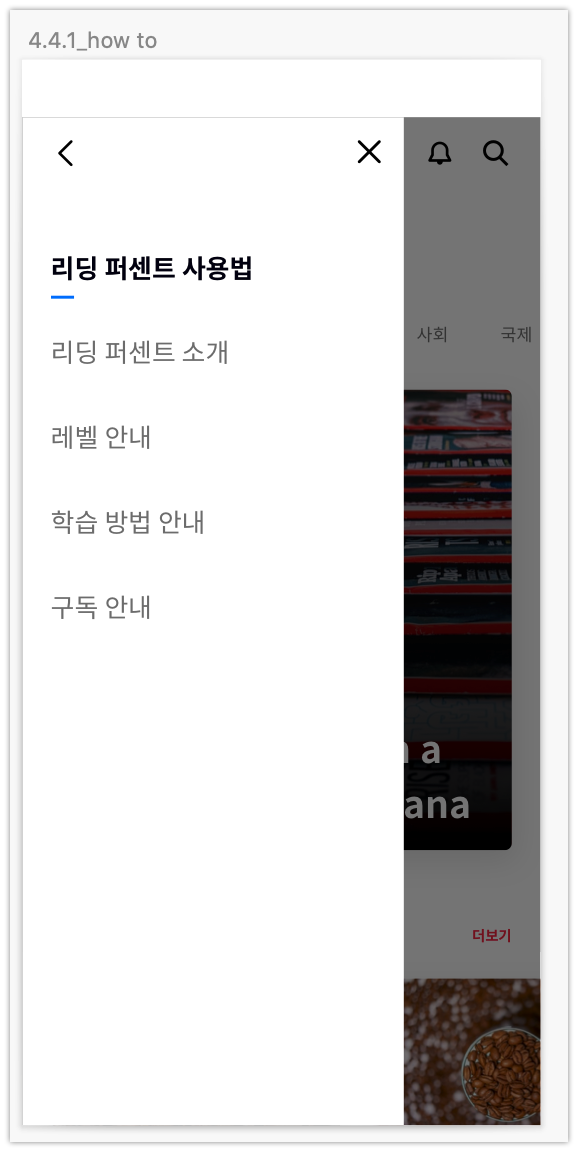 4.4.1_how to
리딩 퍼센트 사용법
사회 국제
리딩 퍼센트 소개
레벨 안내
학습 방법 안내
구독 안내
a
ana
더보기